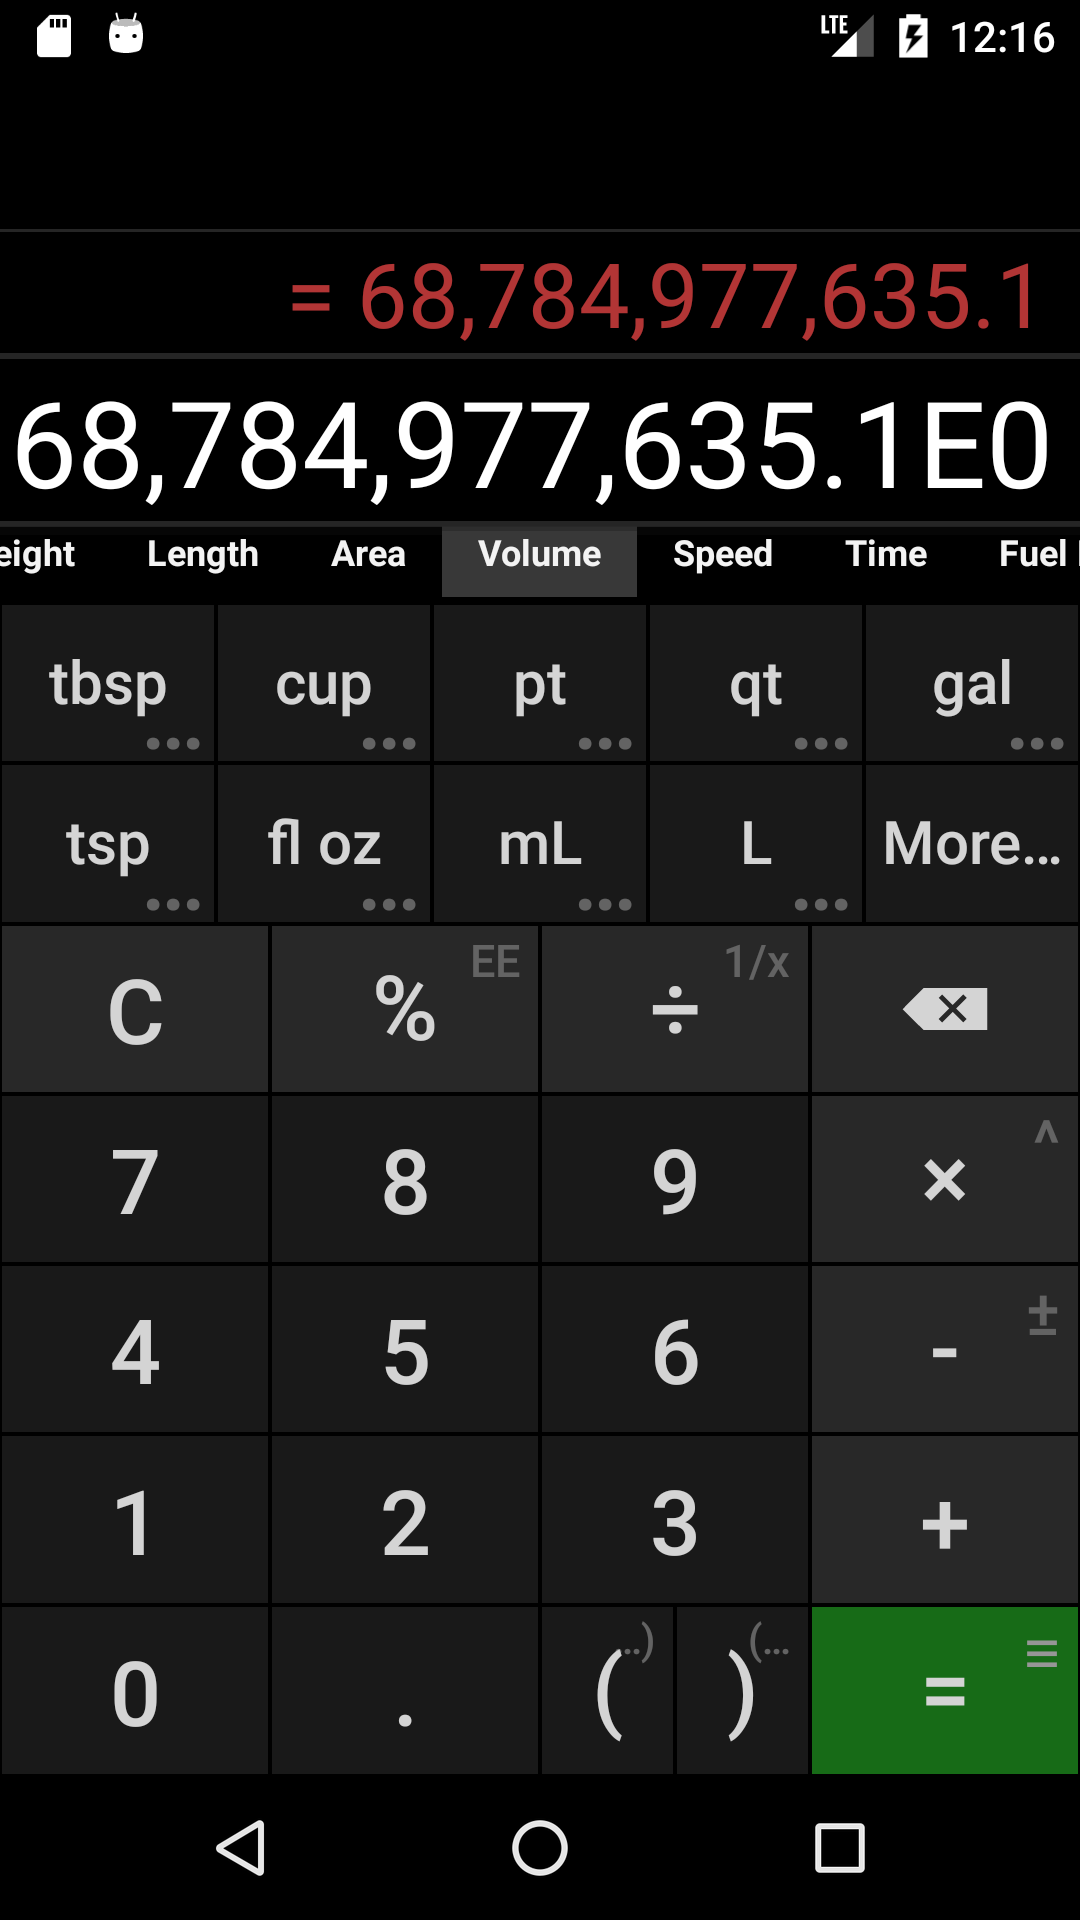 LTE 12:16
= 68,784,977,635.1
68,784,977,635.1E0
eight Length Area Volume Speed Time Fuel
tbsp cup pt qt gal
tsp fl oz mL L More...
C % EE ÷ 1/x
7 8 9 × ^
4 5 6 - ±
1 2 3 +
0 . ( ..) ) (... =